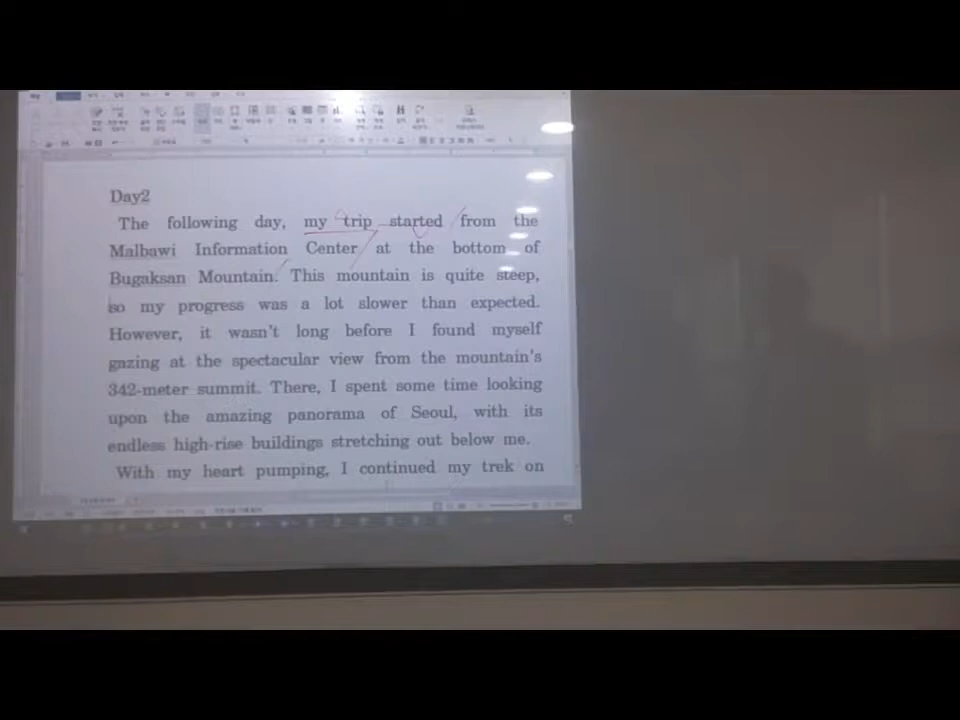 Day2
The following day, my trip started from the
Malbawi Information Center at the bottom of
Bugaksan Mountain. This mountain is quite steep,
so my progress was a lot slower than expected.
However, it wasn't long before I found myself
gazing at the spectacular view from the mountain's
342-meter summit. There, I spent some time looking
upon the amazing panorama of Seoul, with its
endless high-rise buildings stretching out below me.
With my heart pumping, I continued my trek on